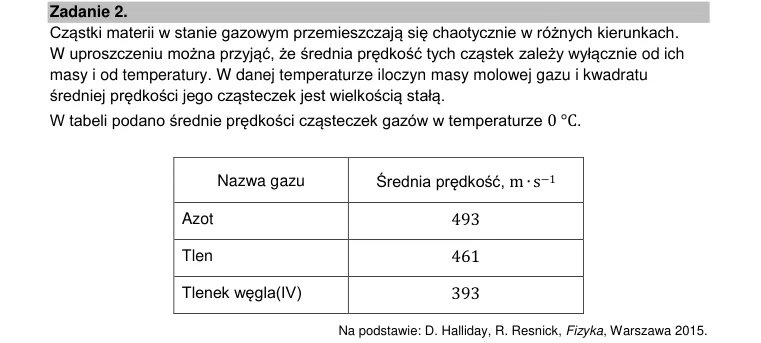 Zadanie 2.
Cząstki materii w stanie gazowym przemieszczają się chaotycznie w różnych kierunkach.
W uproszczeniu można przyjąć, że średnia prędkość tych cząstek zależy wyłącznie od ich
masy i od temperatury. W danej temperaturze iloczyn masy molowej gazu i kwadratu
średniej prędkości jego cząsteczek jest wielkością stałą.
W tabeli podano średnie prędkości cząsteczek gazów w temperaturze 0 °C.
Nazwa gazu Średnia prędkość, m · s⁻¹
Azot 493
Tlen 461
Tlenek węgla(IV) 393
Na podstawie: D. Halliday, R. Resnick, Fizyka, Warszawa 2015.